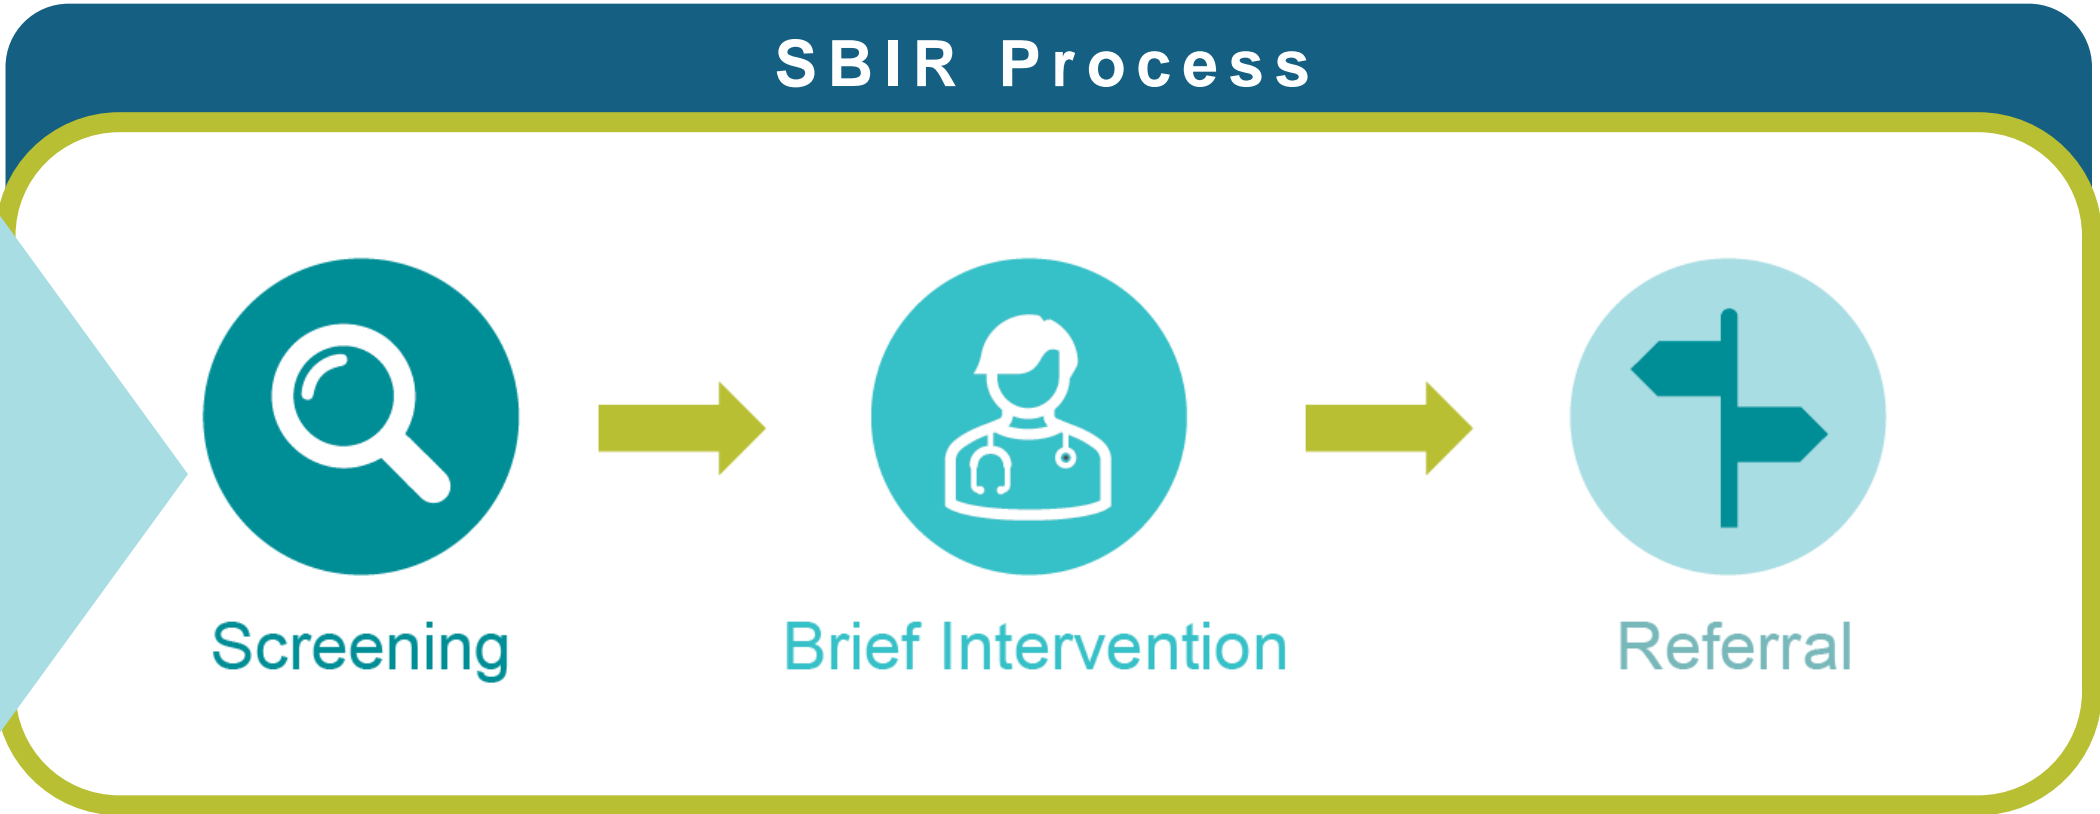 SBIR Process
Screening
Brief Intervention
Referral